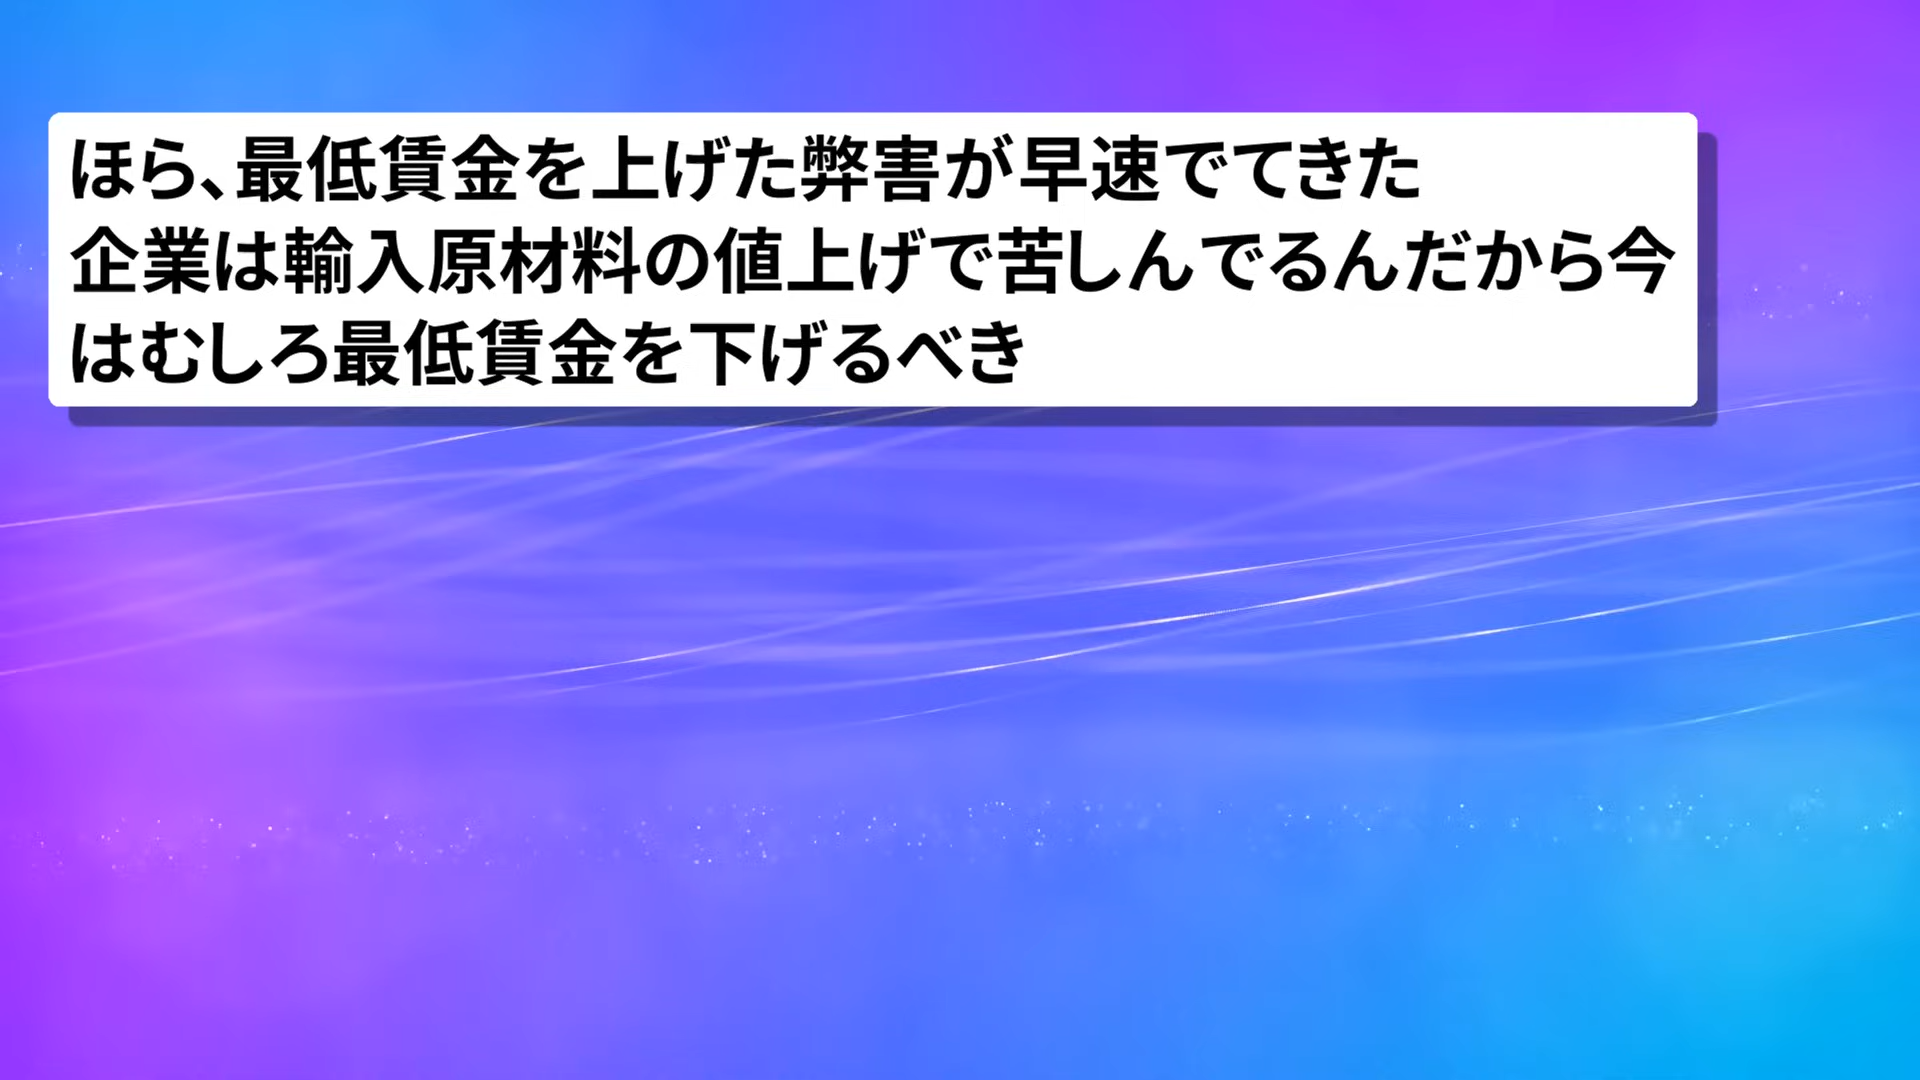 ほら、最低賃金を上げた弊害が早速でてきた
企業は輸入原材料の値上げで苦しんでるんだから今
はむしろ最低賃金を下げるべき